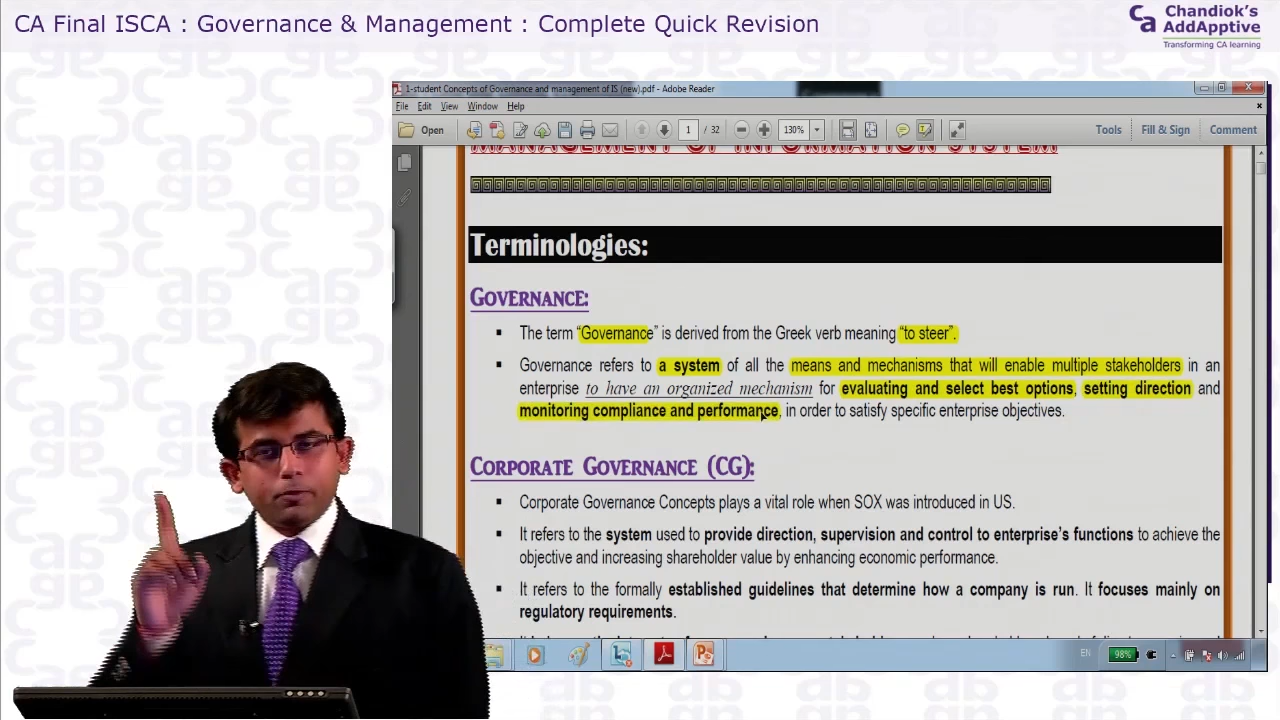 CA Final ISCA : Governance & Management : Complete Quick Revision
ca Chandiok's
AddApptive
Transforming CA learning
1-student Concepts of Governance and management of IS (new).pdf - Adobe Reader
File Edit View Window Help
Open 1 / 32 130% Tools Fill & Sign Comment
MANAGEMENT OF INFORMATION SYSTEM
Terminologies:
GOVERNANCE:
▪ The term “Governance” is derived from the Greek verb meaning “to steer”.
▪ Governance refers to a system of all the means and mechanisms that will enable multiple stakeholders in an
enterprise to have an organized mechanism for evaluating and select best options, setting direction and
monitoring compliance and performance, in order to satisfy specific enterprise objectives.
CORPORATE GOVERNANCE (CG):
▪ Corporate Governance Concepts plays a vital role when SOX was introduced in US.
▪ It refers to the system used to provide direction, supervision and control to enterprise’s functions to achieve the
objective and increasing shareholder value by enhancing economic performance.
▪ It refers to the formally established guidelines that determine how a company is run. It focuses mainly on
regulatory requirements.
EN 98%